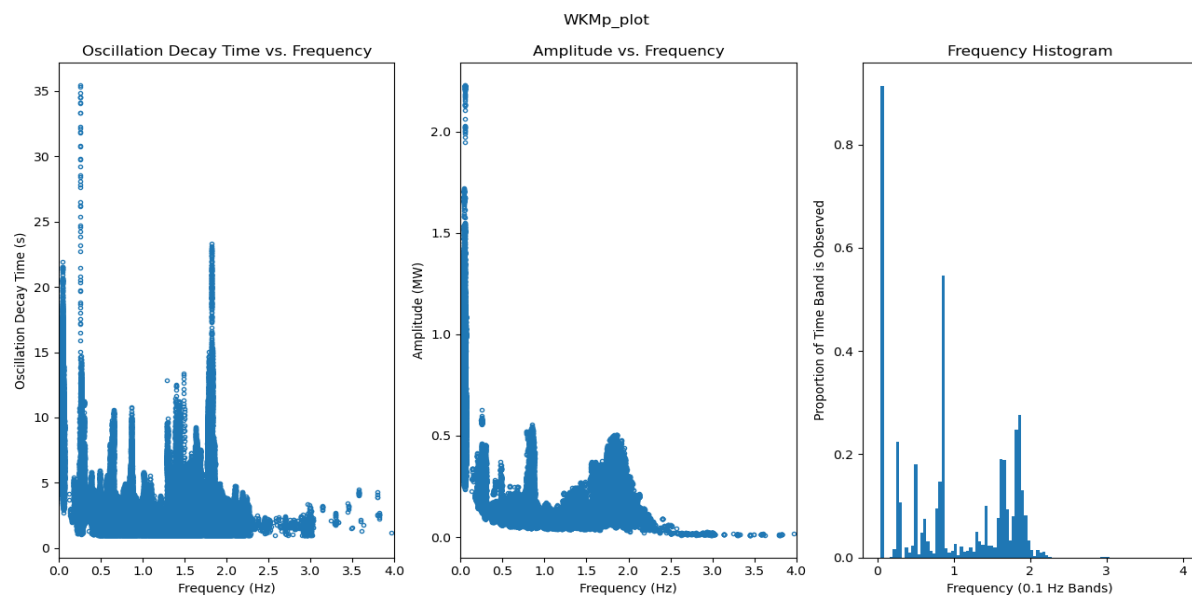 WKMp_plot
Oscillation Decay Time vs. Frequency
Oscillation Decay Time (s)
35
30
25
20
15
10
5
0
0.0 0.5 1.0 1.5 2.0 2.5 3.0 3.5 4.0
Frequency (Hz)
Amplitude vs. Frequency
Amplitude (MW)
2.0
1.5
1.0
0.5
0.0
0.0 0.5 1.0 1.5 2.0 2.5 3.0 3.5 4.0
Frequency (Hz)
Frequency Histogram
Proportion of Time Band is Observed
0.8
0.6
0.4
0.2
0.0
0 1 2 3 4
Frequency (0.1 Hz Bands)